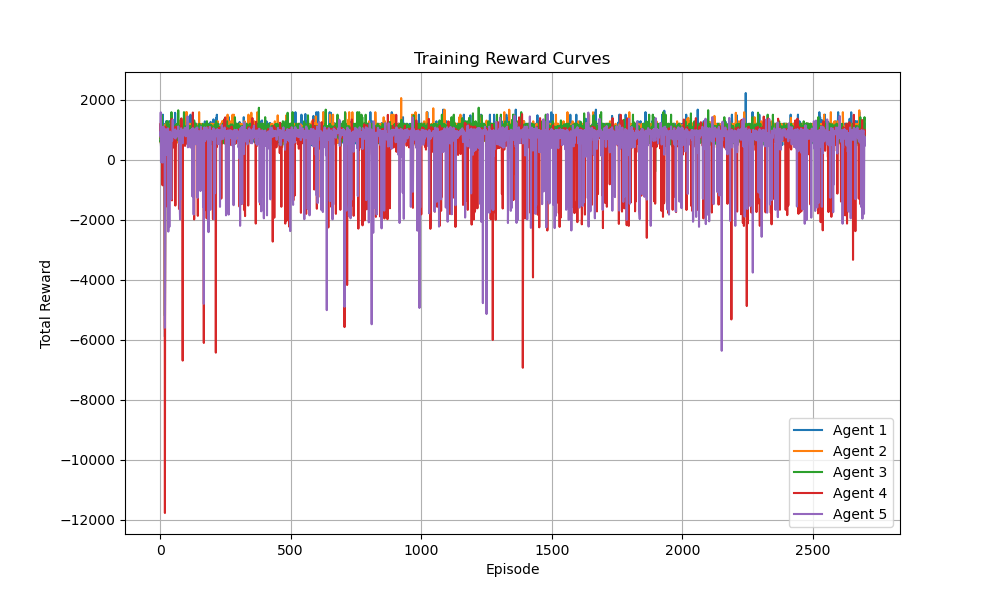 Training Reward Curves
Total Reward
2000
0
−2000
−4000
−6000
−8000
−10000
−12000
0 500 1000 1500 2000 2500
Episode
Agent 1
Agent 2
Agent 3
Agent 4
Agent 5